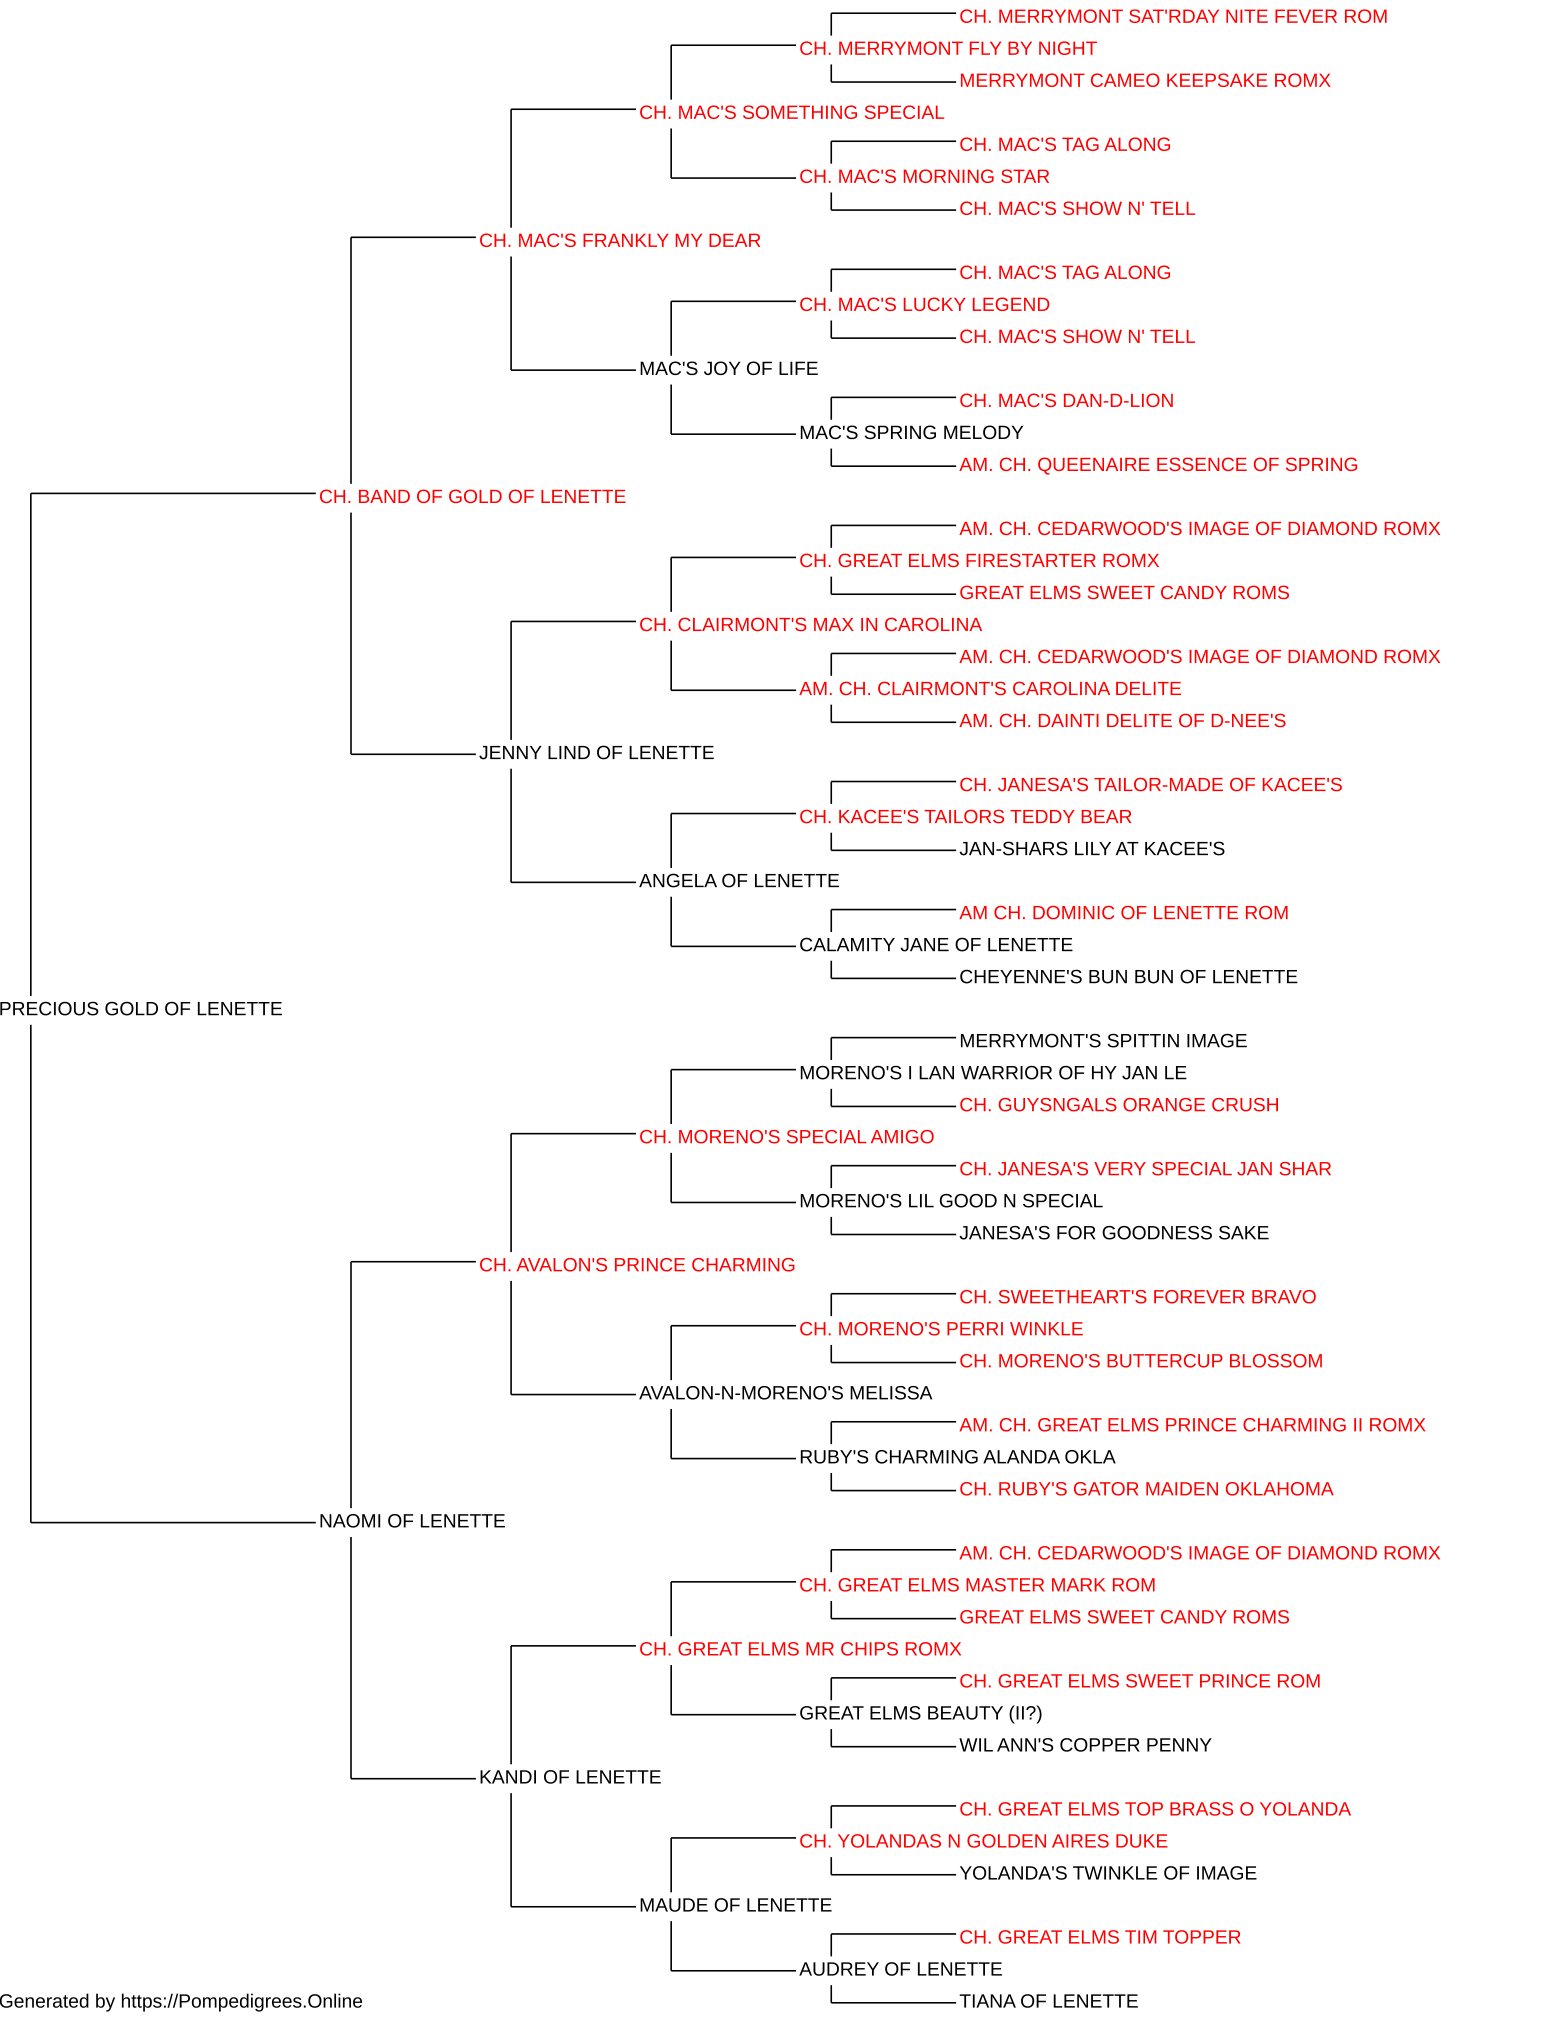 CH. MERRYMONT SAT'RDAY NITE FEVER ROM
CH. MERRYMONT FLY BY NIGHT
MERRYMONT CAMEO KEEPSAKE ROMX
CH. MAC'S SOMETHING SPECIAL
CH. MAC'S TAG ALONG
CH. MAC'S MORNING STAR
CH. MAC'S SHOW N' TELL
CH. MAC'S FRANKLY MY DEAR
CH. MAC'S TAG ALONG
CH. MAC'S LUCKY LEGEND
CH. MAC'S SHOW N' TELL
MAC'S JOY OF LIFE
CH. MAC'S DAN-D-LION
MAC'S SPRING MELODY
AM. CH. QUEENAIRE ESSENCE OF SPRING
CH. BAND OF GOLD OF LENETTE
AM. CH. CEDARWOOD'S IMAGE OF DIAMOND ROMX
CH. GREAT ELMS FIRESTARTER ROMX
GREAT ELMS SWEET CANDY ROMS
CH. CLAIRMONT'S MAX IN CAROLINA
AM. CH. CEDARWOOD'S IMAGE OF DIAMOND ROMX
AM. CH. CLAIRMONT'S CAROLINA DELITE
AM. CH. DAINTI DELITE OF D-NEE'S
JENNY LIND OF LENETTE
CH. JANESA'S TAILOR-MADE OF KACEE'S
CH. KACEE'S TAILORS TEDDY BEAR
JAN-SHARS LILY AT KACEE'S
ANGELA OF LENETTE
AM CH. DOMINIC OF LENETTE ROM
CALAMITY JANE OF LENETTE
CHEYENNE'S BUN BUN OF LENETTE
PRECIOUS GOLD OF LENETTE
MERRYMONT'S SPITTIN IMAGE
MORENO'S I LAN WARRIOR OF HY JAN LE
CH. GUYSNGALS ORANGE CRUSH
CH. MORENO'S SPECIAL AMIGO
CH. JANESA'S VERY SPECIAL JAN SHAR
MORENO'S LIL GOOD N SPECIAL
JANESA'S FOR GOODNESS SAKE
CH. AVALON'S PRINCE CHARMING
CH. SWEETHEART'S FOREVER BRAVO
CH. MORENO'S PERRI WINKLE
CH. MORENO'S BUTTERCUP BLOSSOM
AVALON-N-MORENO'S MELISSA
AM. CH. GREAT ELMS PRINCE CHARMING II ROMX
RUBY'S CHARMING ALANDA OKLA
CH. RUBY'S GATOR MAIDEN OKLAHOMA
NAOMI OF LENETTE
AM. CH. CEDARWOOD'S IMAGE OF DIAMOND ROMX
CH. GREAT ELMS MASTER MARK ROM
GREAT ELMS SWEET CANDY ROMS
CH. GREAT ELMS MR CHIPS ROMX
CH. GREAT ELMS SWEET PRINCE ROM
GREAT ELMS BEAUTY (II?)
WIL ANN'S COPPER PENNY
KANDI OF LENETTE
CH. GREAT ELMS TOP BRASS O YOLANDA
CH. YOLANDAS N GOLDEN AIRES DUKE
YOLANDA'S TWINKLE OF IMAGE
MAUDE OF LENETTE
CH. GREAT ELMS TIM TOPPER
AUDREY OF LENETTE
TIANA OF LENETTE
Generated by https://Pompedigrees.Online